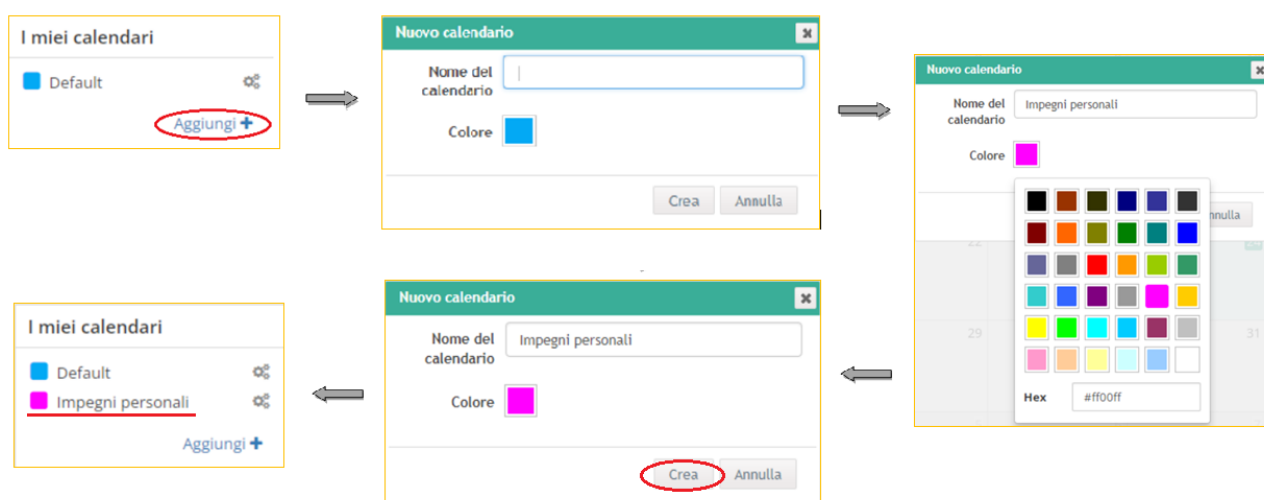 I miei calendari
Default
Aggiungi +
Nuovo calendario
Nome del
calendario
Colore
Crea Annulla
Nuovo calendario
Nome del
calendario
Impegni personali
Colore
nnulla
22
29 31
Hex #ff00ff
Nuovo calendario
Nome del
calendario
Impegni personali
Colore
Crea Annulla
I miei calendari
Default
Impegni personali
Aggiungi +